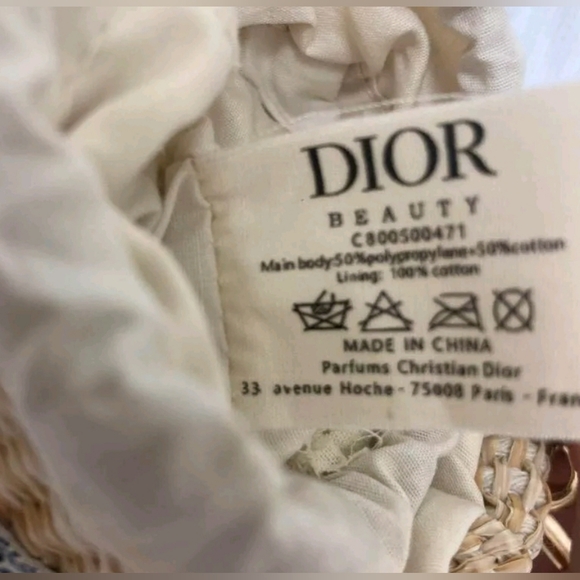 DIOR
BEAUTY
C800500471
Main body:50%polypropylene+50%cotton
Lining: 100% cotton
MADE IN CHINA
Parfums Christian Dior
33 avenue Hoche - 75008 Paris - Fran